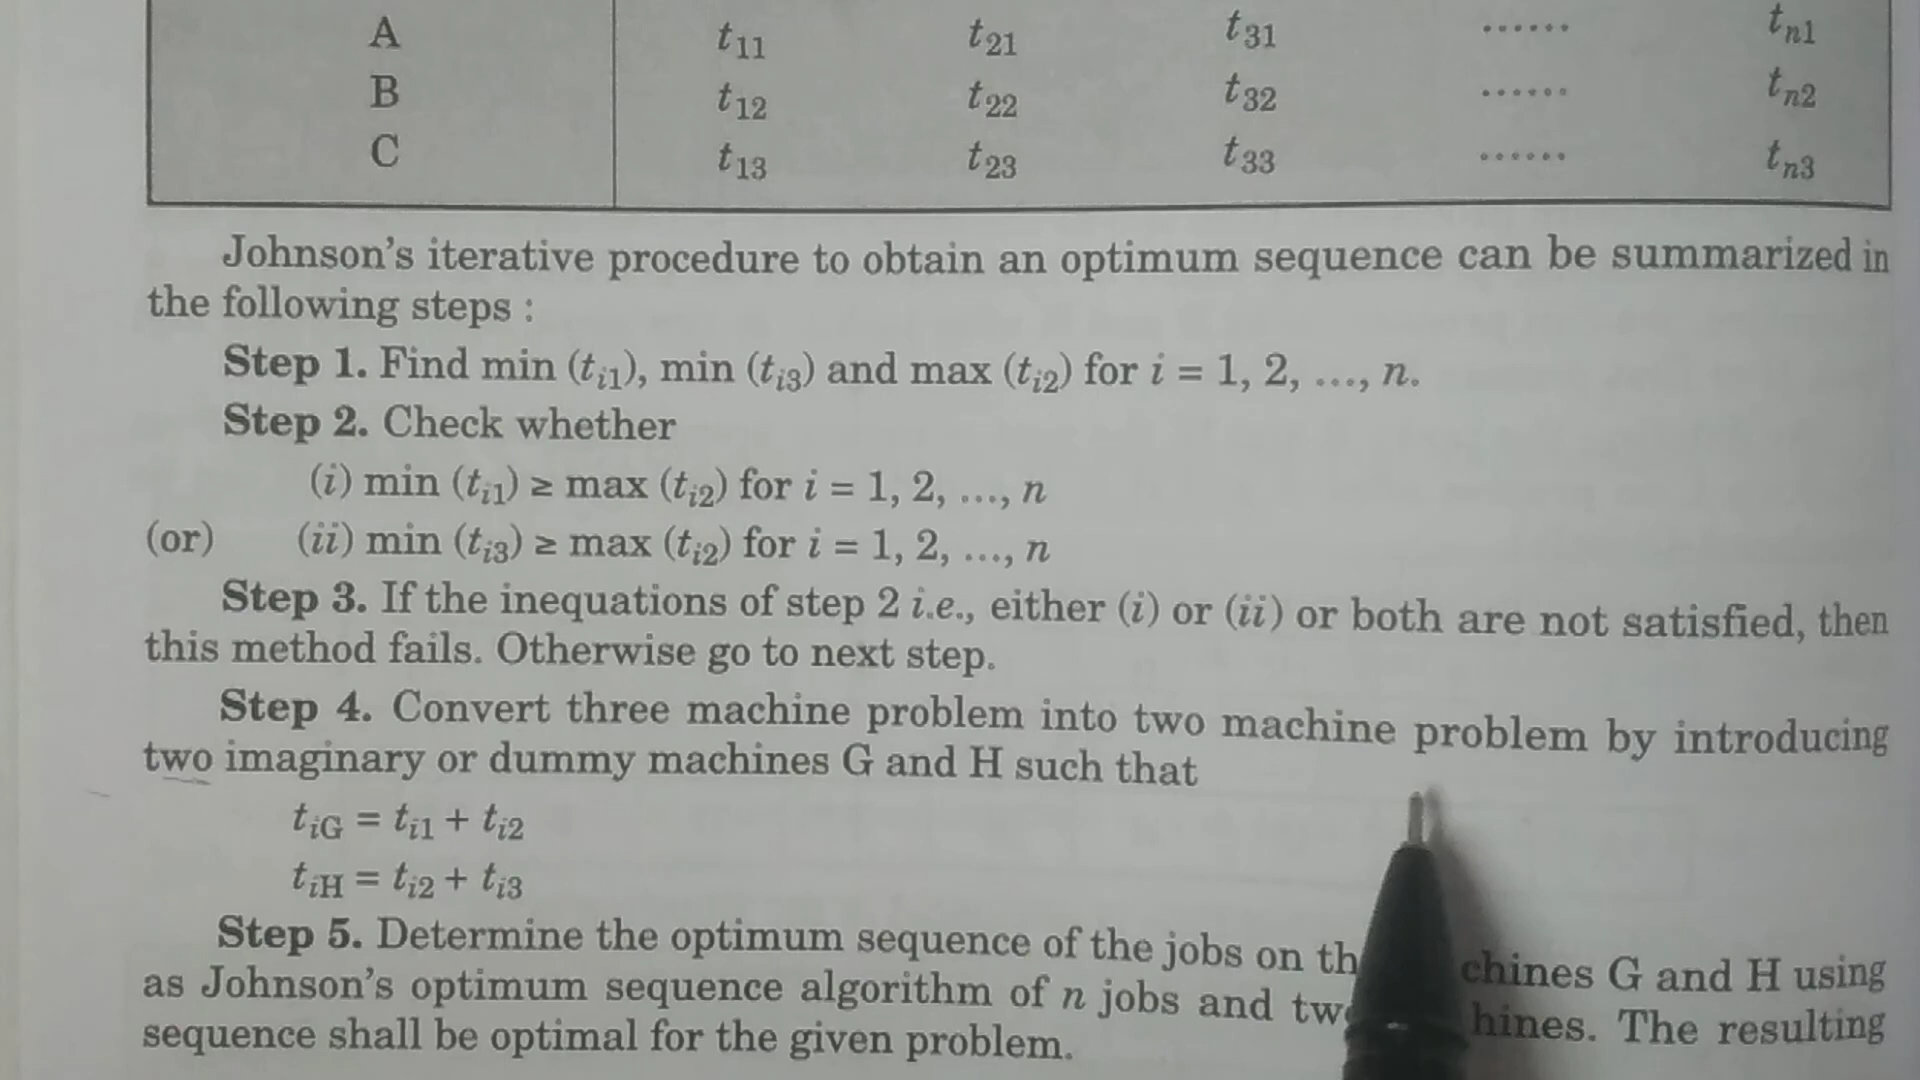 A t11 t21 t31 ...... tn1
B t12 t22 t32 ...... tn2
C t13 t23 t33 ...... tn3
Johnson's iterative procedure to obtain an optimum sequence can be summarized in
the following steps :
Step 1. Find min (ti1), min (ti3) and max (ti2) for i = 1, 2, ..., n.
Step 2. Check whether
(i) min (ti1) ≥ max (ti2) for i = 1, 2, ..., n
(or) (ii) min (ti3) ≥ max (ti2) for i = 1, 2, ..., n
Step 3. If the inequations of step 2 i.e., either (i) or (ii) or both are not satisfied, then
this method fails. Otherwise go to next step.
Step 4. Convert three machine problem into two machine problem by introducing
two imaginary or dummy machines G and H such that
tiG = ti1 + ti2
tiH = ti2 + ti3
Step 5. Determine the optimum sequence of the jobs on G and H using
as Johnson's optimum sequence algorithm of n jobs and The resulting
sequence shall be optimal for the given problem.